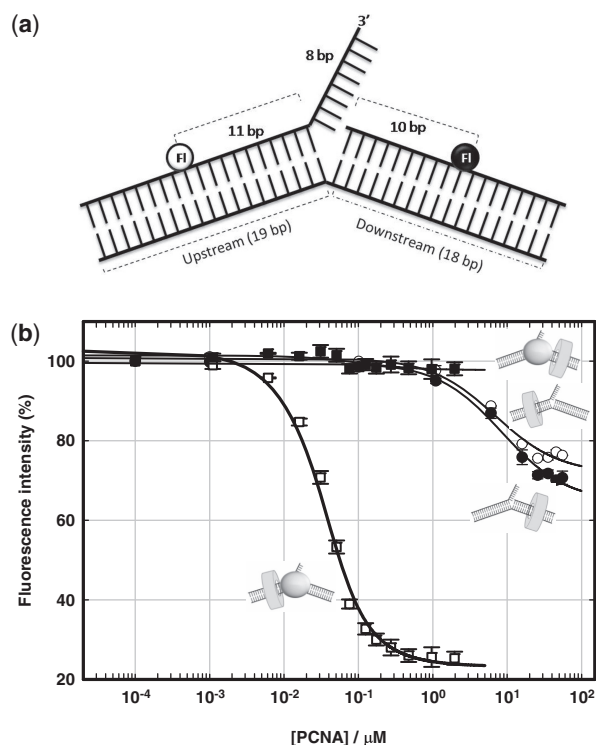 (a)
3’
8 bp
11 bp
10 bp
Fl
Fl
Upstream (19 bp)
Downstream (18 bp)
(b)
100
80
60
40
20
Fluorescence intensity (%)
10⁻⁴ 10⁻³ 10⁻² 10⁻¹ 10⁰ 10¹ 10²
[PCNA] / μM